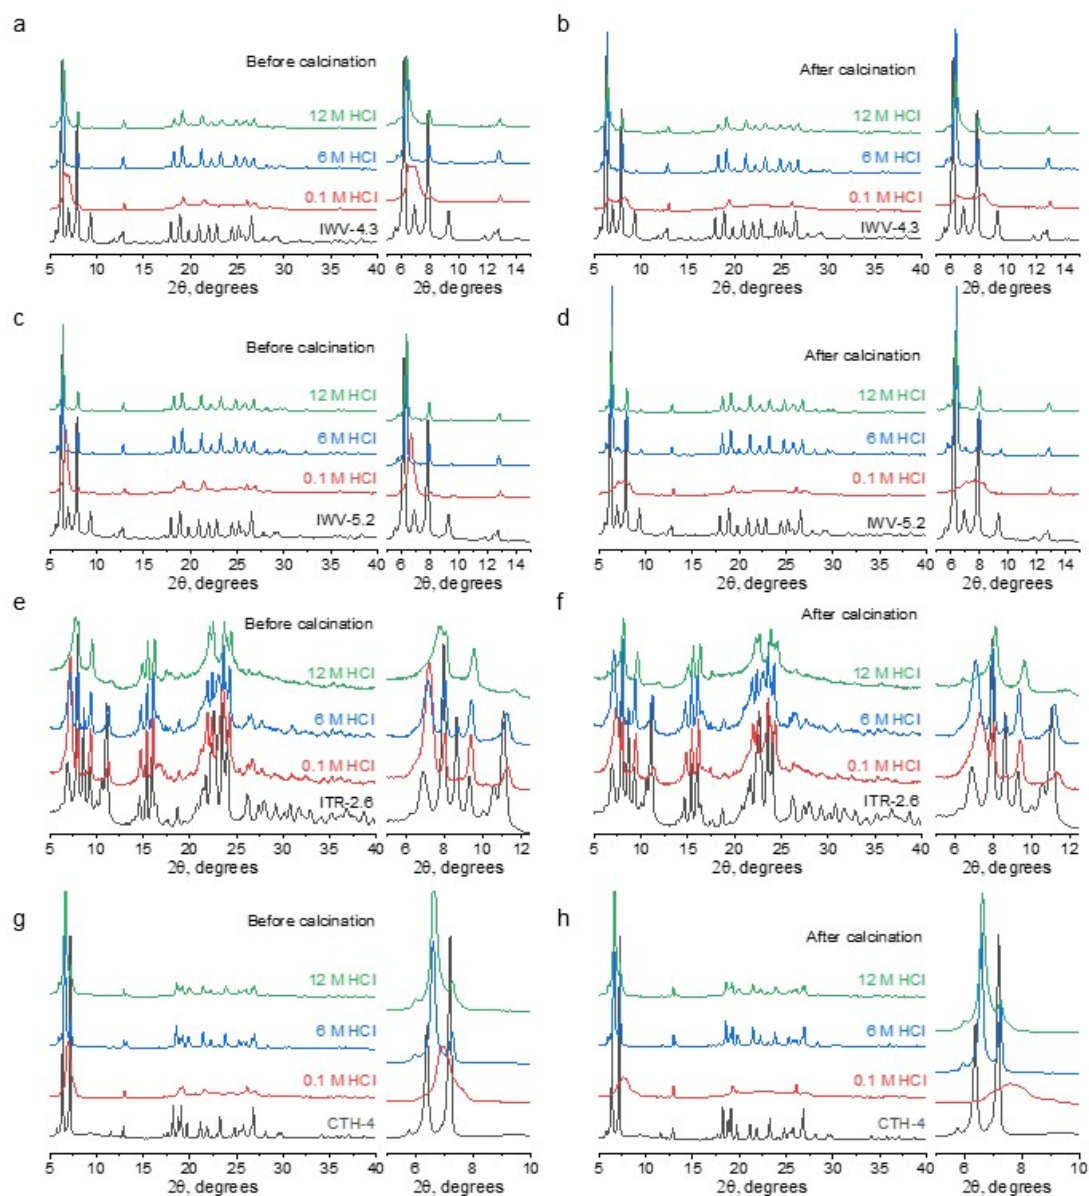 a
Before calcination
12 M HCl
6 M HCl
0.1 M HCl
IWV-4.3
5 10 15 20 25 30 35 40
2θ, degrees
6 8 10 12 14
2θ, degrees
b
After calcination
12 M HCl
6 M HCl
0.1 M HCl
IWV-4.3
5 10 15 20 25 30 35 40
2θ, degrees
6 8 10 12 14
2θ, degrees
c
Before calcination
12 M HCl
6 M HCl
0.1 M HCl
IWV-5.2
5 10 15 20 25 30 35 40
2θ, degrees
6 8 10 12 14
2θ, degrees
d
After calcination
12 M HCl
6 M HCl
0.1 M HCl
IWV-5.2
5 10 15 20 25 30 35 40
2θ, degrees
6 8 10 12 14
2θ, degrees
e
Before calcination
12 M HCl
6 M HCl
0.1 M HCl
ITR-2.6
5 10 15 20 25 30 35 40
2θ, degrees
6 8 10 12
2θ, degrees
f
After calcination
12 M HCl
6 M HCl
0.1 M HCl
ITR-2.6
5 10 15 20 25 30 35 40
2θ, degrees
6 8 10 12
2θ, degrees
g
Before calcination
12 M HCl
6 M HCl
0.1 M HCl
CTH-4
5 10 15 20 25 30 35 40
2θ, degrees
6 8 10
2θ, degrees
h
After calcination
12 M HCl
6 M HCl
0.1 M HCl
CTH-4
5 10 15 20 25 30 35 40
2θ, degrees
6 8 10
2θ, degrees